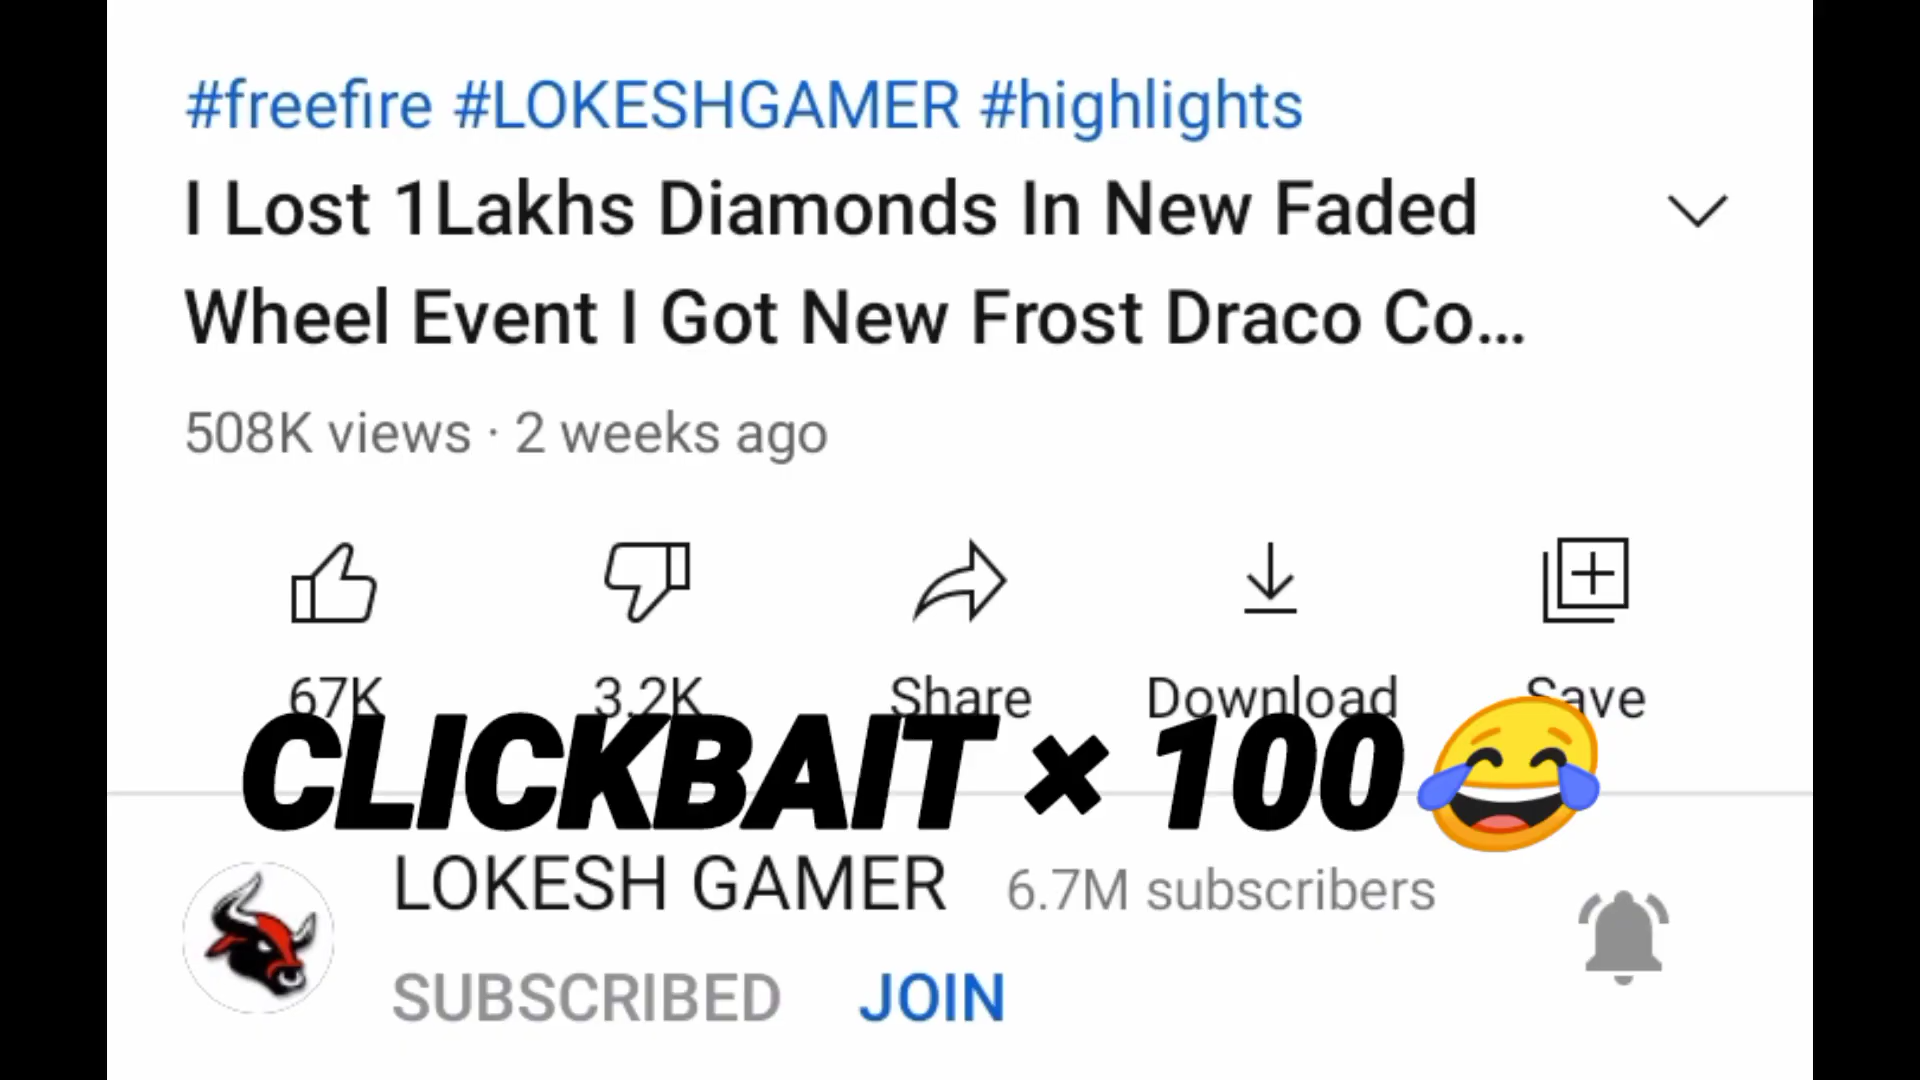 #freefire #LOKESHGAMER #highlights
I Lost 1Lakhs Diamonds In New Faded
Wheel Event I Got New Frost Draco Co...
508K views · 2 weeks ago
67K 3.2K Share Download Save
CLICKBAIT × 100😂
LOKESH GAMER 6.7M subscribers
SUBSCRIBED JOIN